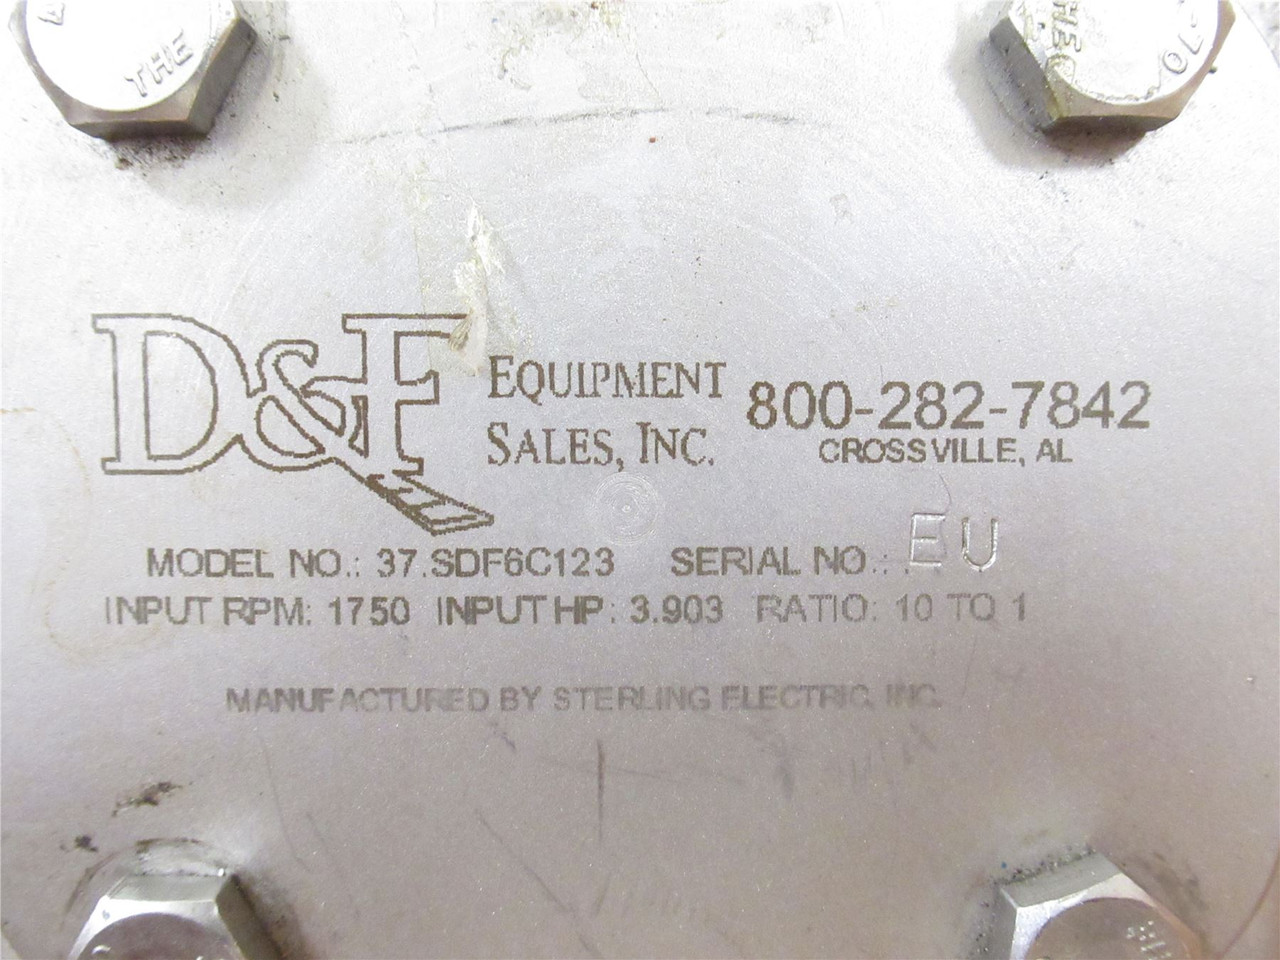 THE
D&F EQUIPMENT SALES, INC.
800-282-7842
CROSSVILLE, AL
MODEL NO.: 37.SDF6C123 SERIAL NO.: EU
INPUT RPM: 1750 INPUT HP: 3.903 RATIO: 10 TO 1
MANUFACTURED BY STERLING ELECTRIC, INC.